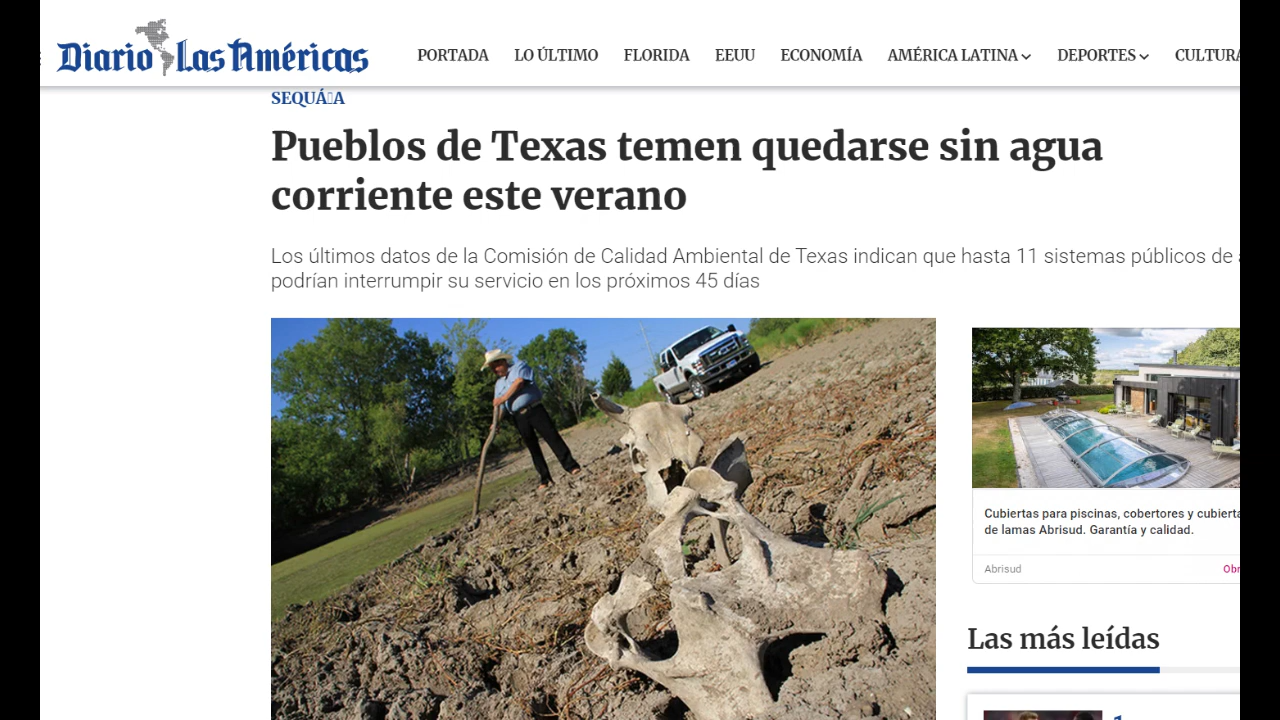 Diario Las Américas
PORTADA LO ÚLTIMO FLORIDA EEUU ECONOMÍA AMÉRICA LATINA DEPORTES CULTURA
SEQUÁ▯A
Pueblos de Texas temen quedarse sin agua
corriente este verano
Los últimos datos de la Comisión de Calidad Ambiental de Texas indican que hasta 11 sistemas públicos de
podrían interrumpir su servicio en los próximos 45 días
Cubiertas para piscinas, cobertores y cubierta
de lamas Abrisud. Garantía y calidad.
Abrisud
Las más leídas